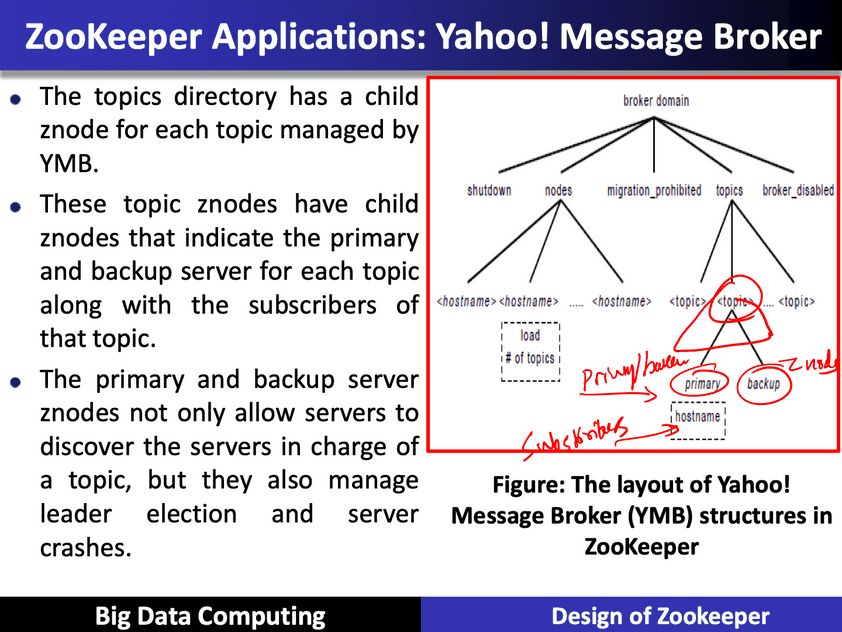 ZooKeeper Applications: Yahoo! Message Broker
• The topics directory has a child
znode for each topic managed by
YMB.
• These topic znodes have child
znodes that indicate the primary
and backup server for each topic
along with the subscribers of
that topic.
• The primary and backup server
znodes not only allow servers to
discover the servers in charge of
a topic, but they also manage
leader election and server
crashes.
broker domain
shutdown nodes migration_prohibited topics broker_disabled
<hostname> <hostname> ..... <hostname> <topic> <topic> .... <topic>
load
# of topics
znode
primary backup
hostname
Subscribers
Figure: The layout of Yahoo!
Message Broker (YMB) structures in
ZooKeeper
Big Data Computing
Design of Zookeeper